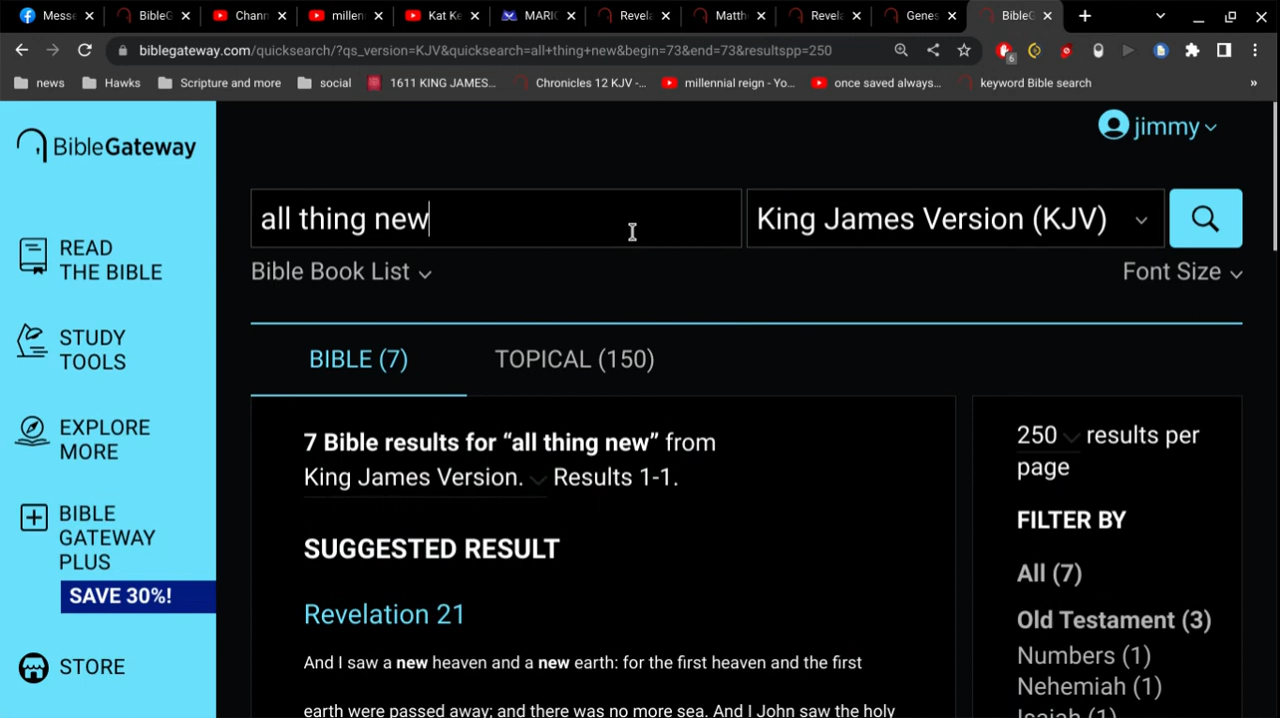 Messe
BibleG
Chann
millen
Kat Ke
MARIC
Revela
Matth
Revela
Genes
BibleG
biblegateway.com/quicksearch/?qs_version=KJV&quicksearch=all+thing+new&begin=73&end=73&resultspp=250
6
news
Hawks
Scripture and more
social
1611 KING JAMES...
Chronicles 12 KJV -...
millennial reign - Yo...
once saved always...
keyword Bible search
»
BibleGateway
jimmy
all thing new
King James Version (KJV)
Bible Book List
Font Size
READ
THE BIBLE
STUDY
TOOLS
EXPLORE
MORE
BIBLE
GATEWAY
PLUS
SAVE 30%!
STORE
BIBLE (7)
TOPICAL (150)
7 Bible results for “all thing new” from
King James Version. Results 1-1.
SUGGESTED RESULT
Revelation 21
And I saw a new heaven and a new earth: for the first heaven and the first
earth were passed away; and there was no more sea. And I John saw the holy
250 results per
page
FILTER BY
All (7)
Old Testament (3)
Numbers (1)
Nehemiah (1)
Isaiah (1)